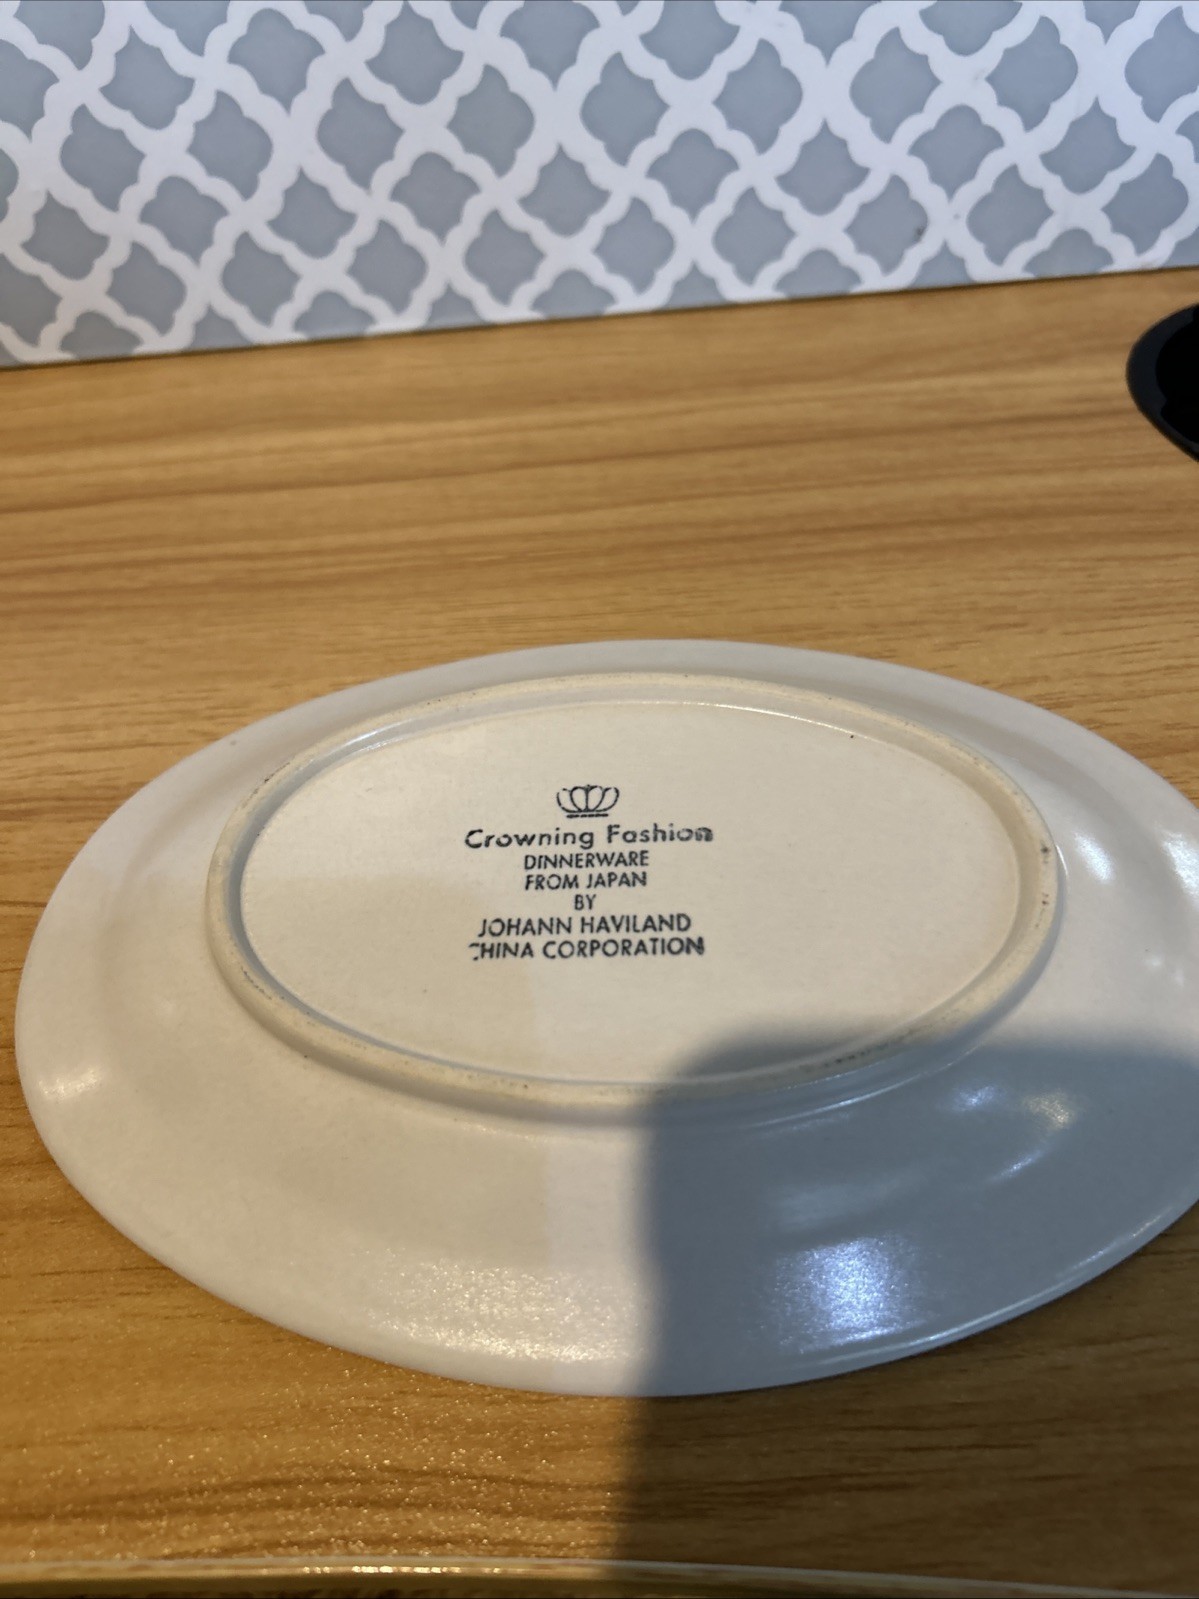 Crowning Fashion
DINNERWARE
FROM JAPAN
BY
JOHANN HAVILAND
CHINA CORPORATION